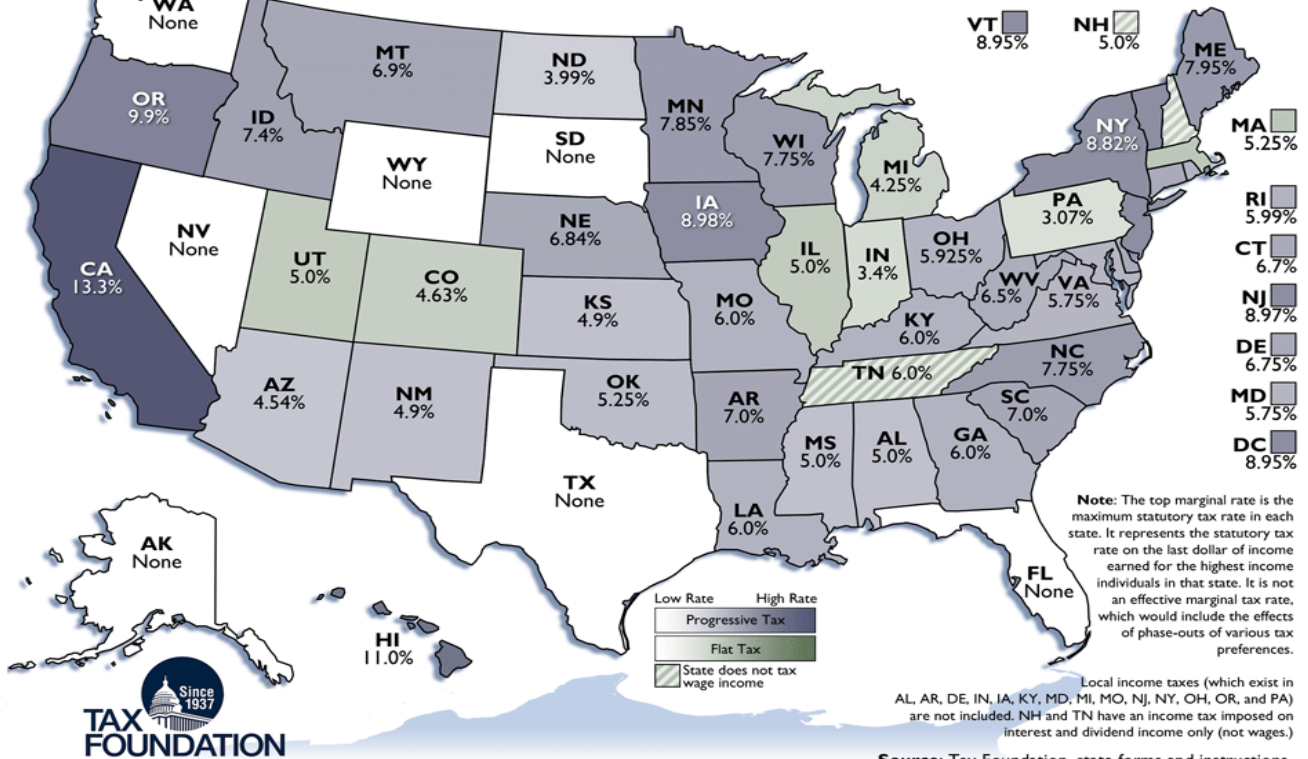 WA
None
VT
8.95%
NH
5.0%
MT
6.9%
ND
3.99%
ME
7.95%
OR
9.9%
ID
7.4%
MN
7.85%
NY
8.82%
MA
5.25%
SD
None
WI
7.75%
WY
None
MI
4.25%
IA
8.98%
PA
3.07%
RI
5.99%
NV
None
NE
6.84%
OH
5.925%
IL
5.0%
IN
3.4%
CT
6.7%
UT
5.0%
CO
4.63%
CA
13.3%
WV
6.5%
VA
5.75%
NJ
8.97%
KS
4.9%
MO
6.0%
KY
6.0%
DE
6.75%
NC
7.75%
TN 6.0%
AZ
4.54%
NM
4.9%
OK
5.25%
AR
7.0%
SC
7.0%
MD
5.75%
MS
5.0%
AL
5.0%
GA
6.0%
DC
8.95%
TX
None
LA
6.0%
AK
None
FL
None
HI
11.0%
Note: The top marginal rate is the
maximum statutory tax rate in each
state. It represents the statutory tax
rate on the last dollar of income
earned for the highest income
individuals in that state. It is not
an effective marginal tax rate,
which would include the effects
of phase-outs of various tax
preferences.
Low Rate High Rate
Progressive Tax
Flat Tax
State does not tax
wage income
Local income taxes (which exist in
AL, AR, DE, IN, IA, KY, MD, MI, MO, NJ, NY, OH, OR, and PA)
are not included. NH and TN have an income tax imposed on
interest and dividend income only (not wages.)
Source: Tax Foundation, state forms and instructions
Since
1937
TAX
FOUNDATION